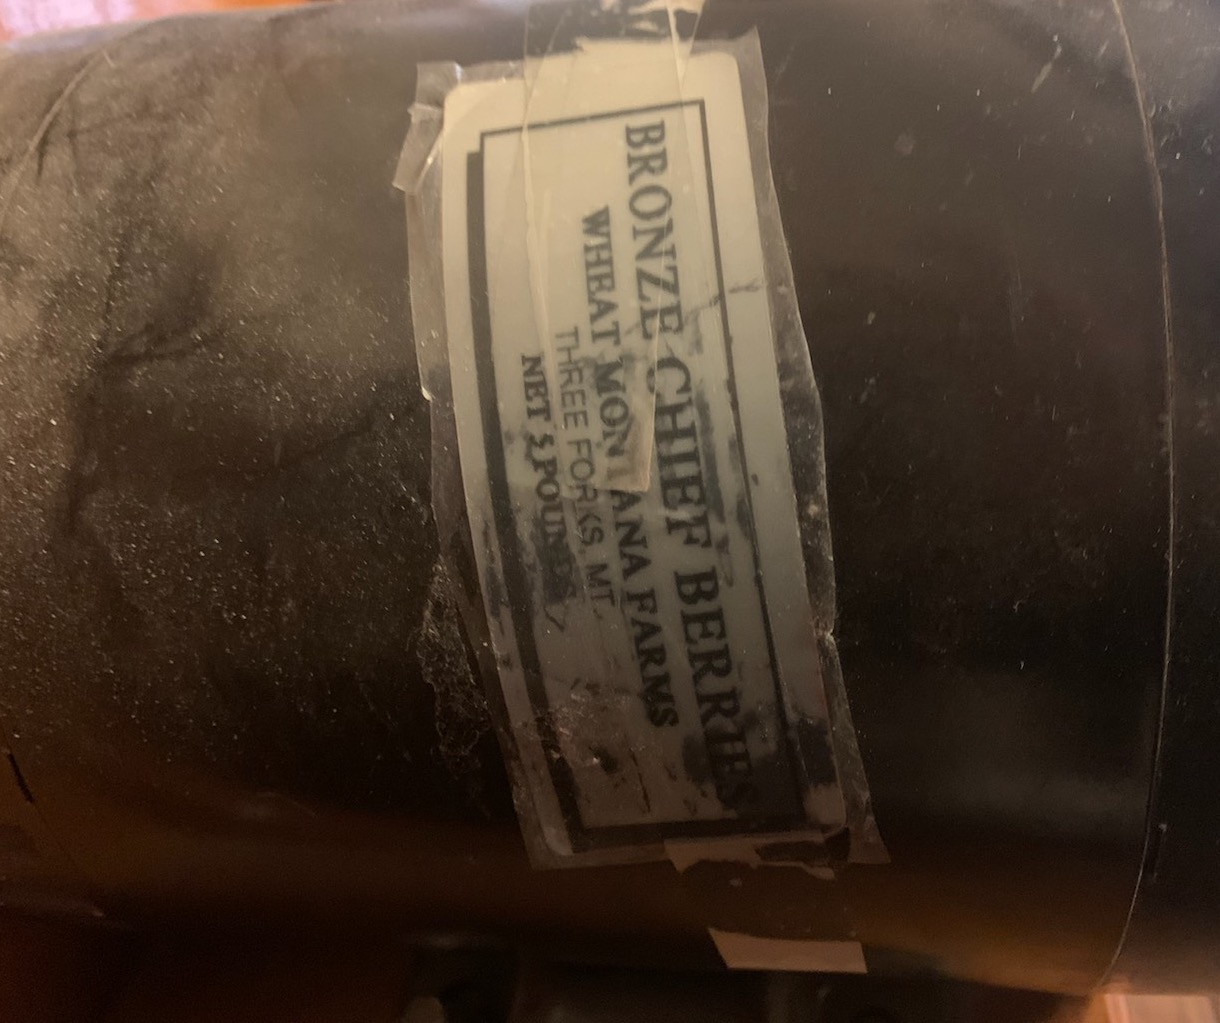 BRONZE CHIEF BERRIES
WHEAT MONTANA FARMS
THREE FORKS, MT.
NET 5 POUNDS